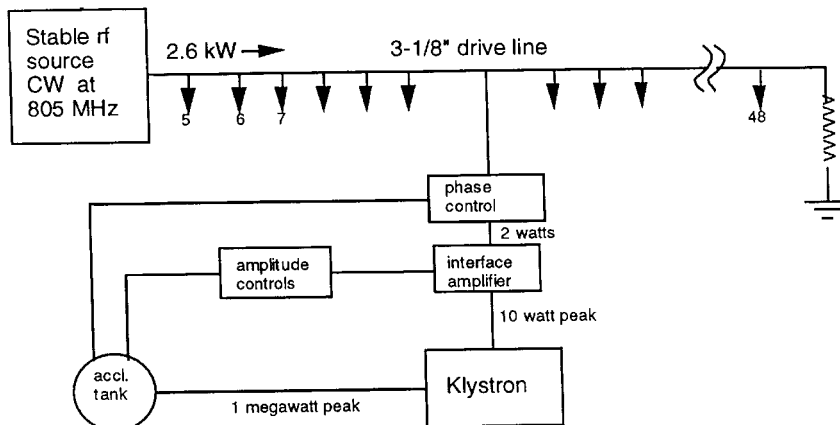 Stable rf
source
CW at
805 MHz
2.6 kW
3-1/8" drive line
5
6
7
48
phase
control
2 watts
amplitude
controls
interface
amplifier
10 watt peak
accl.
tank
1 megawatt peak
Klystron